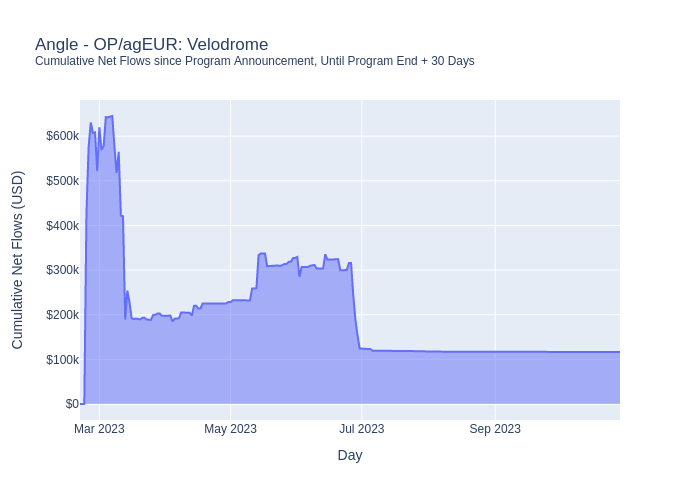 Angle - OP/agEUR: Velodrome
Cumulative Net Flows since Program Announcement, Until Program End + 30 Days
Cumulative Net Flows (USD)
$600k
$500k
$400k
$300k
$200k
$100k
$0
Mar 2023
May 2023
Jul 2023
Sep 2023
Day